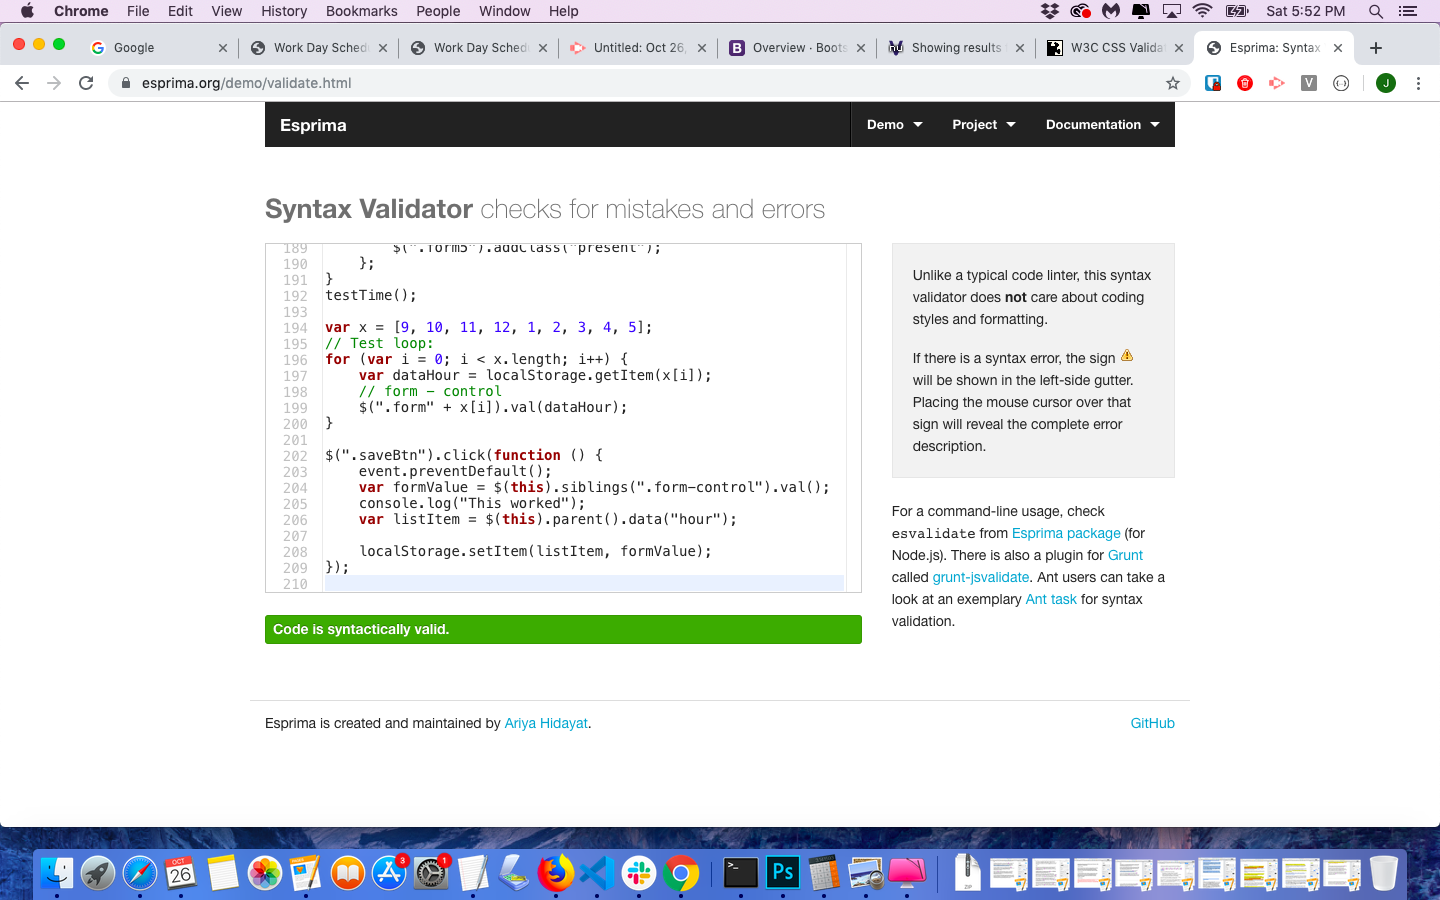 Chrome File Edit View History Bookmarks People Window Help Sat 5:52 PM
Google Work Day Sched Work Day Sched Untitled: Oct 26, Overview · Boots Showing results W3C CSS Valida Esprima: Syntax
esprima.org/demo/validate.html
Esprima Demo Project Documentation
Syntax Validator checks for mistakes and errors
189 $(".form5").addClass("present");
190 };
191 }
192 testTime();
193
194 var x = [9, 10, 11, 12, 1, 2, 3, 4, 5];
195 // Test loop:
196 for (var i = 0; i < x.length; i++) {
197 var dataHour = localStorage.getItem(x[i]);
198 // form - control
199 $(".form" + x[i]).val(dataHour);
200 }
201
202 $(".saveBtn").click(function () {
203 event.preventDefault();
204 var formValue = $(this).siblings(".form-control").val();
205 console.log("This worked");
206 var listItem = $(this).parent().data("hour");
207
208 localStorage.setItem(listItem, formValue);
209 });
210
Code is syntactically valid.
Unlike a typical code linter, this syntax
validator does not care about coding
styles and formatting.
If there is a syntax error, the sign
will be shown in the left-side gutter.
Placing the mouse cursor over that
sign will reveal the complete error
description.
For a command-line usage, check
esvalidate from Esprima package (for
Node.js). There is also a plugin for Grunt
called grunt-jsvalidate. Ant users can take a
look at an exemplary Ant task for syntax
validation.
Esprima is created and maintained by Ariya Hidayat.
GitHub
OCT
26
3
1
Ps
ZIP